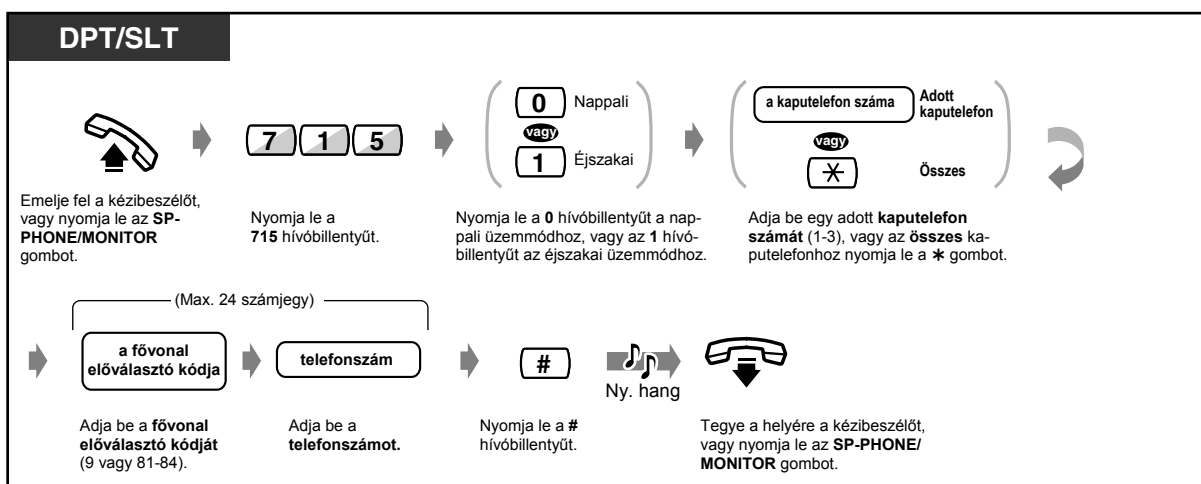 DPT/SLT
7 1 5
0 Nappali
vagy
1 Éjszakai
a kaputelefon száma
Adott
kaputelefon
vagy
Összes
Emelje fel a kézibeszélőt,
vagy nyomja le az SP-
PHONE/MONITOR
gombot.
Nyomja le a
715 hívóbillentyűt.
Nyomja le a 0 hívóbillentyűt a nap-
pali üzemmódhoz, vagy az 1 hívó-
billentyűt az éjszakai üzemmódhoz.
Adja be egy adott kaputelefon
számát (1-3), vagy az összes ka-
putelefonhoz nyomja le a ∗ gombot.
(Max. 24 számjegy)
a fővonal
előválasztó kódja
telefonszám
#
Ny. hang
Adja be a fővonal
előválasztó kódját
(9 vagy 81-84).
Adja be a
telefonszámot.
Nyomja le a #
hívóbillentyűt.
Tegye a helyére a kézibeszélőt,
vagy nyomja le az SP-PHONE/
MONITOR gombot.